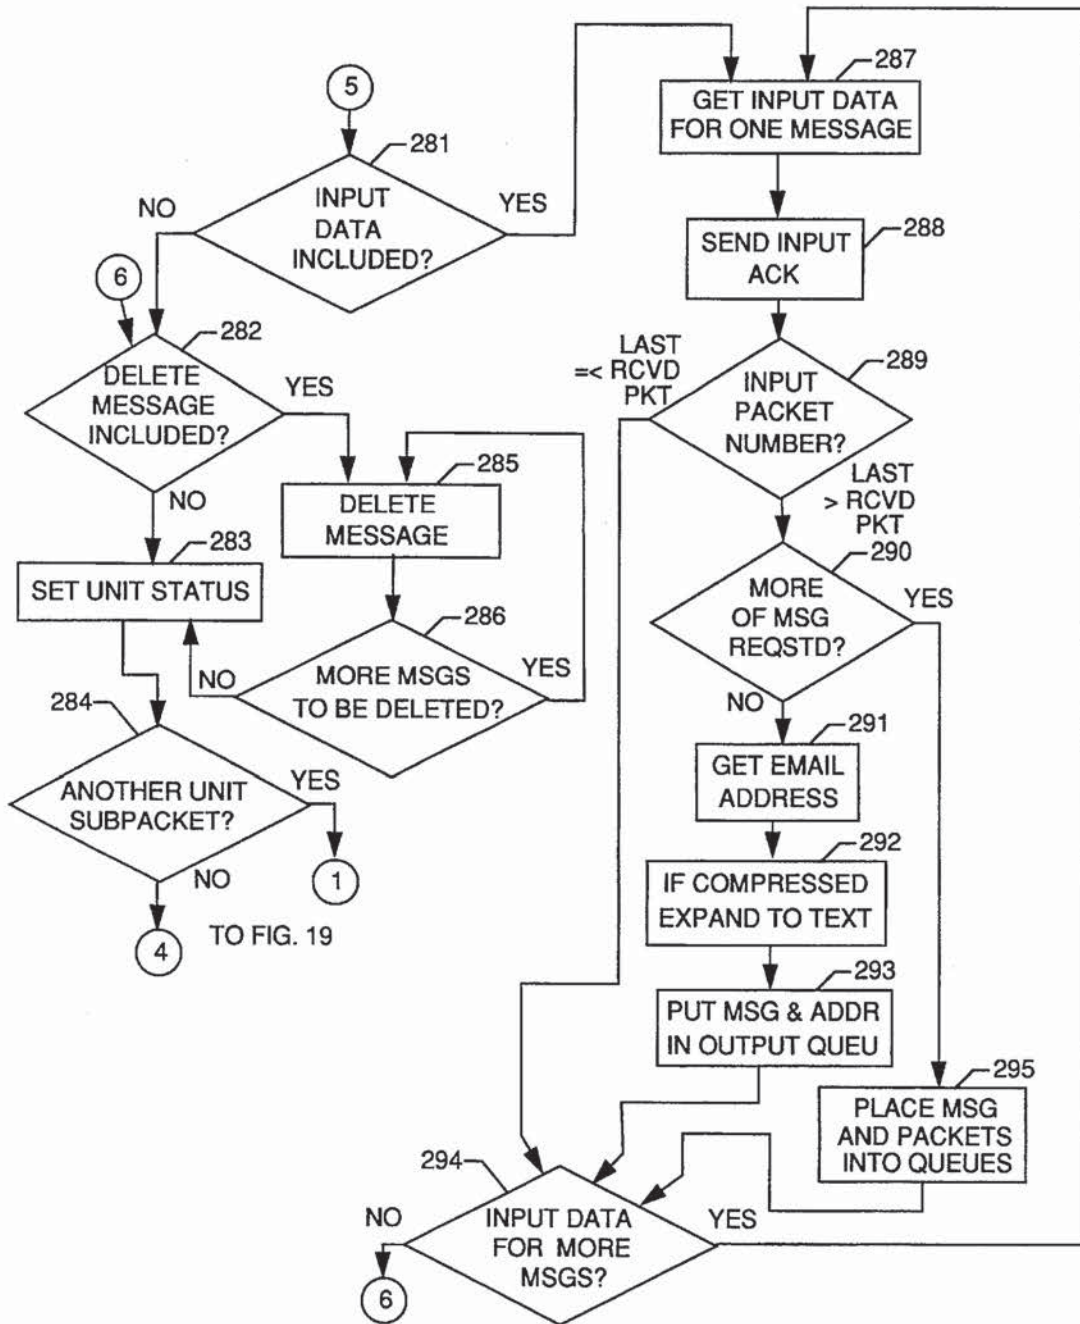 5
281
INPUT
DATA
INCLUDED?
NO
YES
6
282
DELETE
MESSAGE
INCLUDED?
YES
NO
283
SET UNIT STATUS
285
DELETE
MESSAGE
286
MORE MSGS
TO BE DELETED?
NO
YES
284
ANOTHER UNIT
SUBPACKET?
YES
NO
1
4
TO FIG. 19
287
GET INPUT DATA
FOR ONE MESSAGE
288
SEND INPUT
ACK
289
INPUT
PACKET
NUMBER?
LAST
=< RCVD
PKT
LAST
> RCVD
PKT
290
MORE
OF MSG
REQSTD?
YES
NO
291
GET EMAIL
ADDRESS
292
IF COMPRESSED
EXPAND TO TEXT
293
PUT MSG & ADDR
IN OUTPUT QUEU
295
PLACE MSG
AND PACKETS
INTO QUEUES
294
INPUT DATA
FOR MORE
MSGS?
NO
YES
6